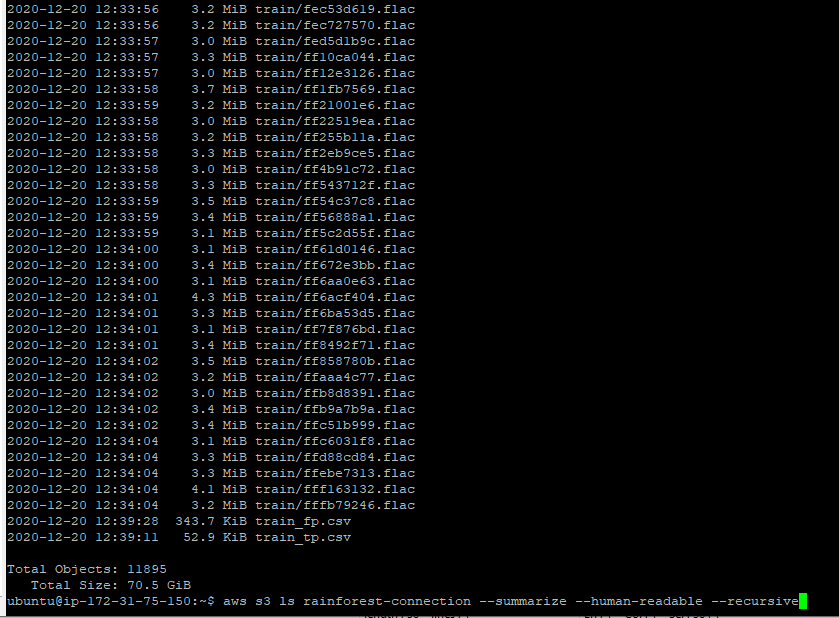 2020-12-20 12:33:56    3.2 MiB train/fec53d619.flac
2020-12-20 12:33:56    3.2 MiB train/fec727570.flac
2020-12-20 12:33:57    3.0 MiB train/fed5d1b9c.flac
2020-12-20 12:33:57    3.3 MiB train/ff10ca044.flac
2020-12-20 12:33:57    3.0 MiB train/ff12e3126.flac
2020-12-20 12:33:58    3.7 MiB train/ff1fb7569.flac
2020-12-20 12:33:59    3.2 MiB train/ff21001e6.flac
2020-12-20 12:33:58    3.0 MiB train/ff22519ea.flac
2020-12-20 12:33:58    3.2 MiB train/ff255b11a.flac
2020-12-20 12:33:58    3.3 MiB train/ff2eb9ce5.flac
2020-12-20 12:33:58    3.0 MiB train/ff4b91c72.flac
2020-12-20 12:33:58    3.3 MiB train/ff543712f.flac
2020-12-20 12:33:59    3.5 MiB train/ff54c37c8.flac
2020-12-20 12:33:59    3.4 MiB train/ff56888a1.flac
2020-12-20 12:33:59    3.1 MiB train/ff5c2d55f.flac
2020-12-20 12:34:00    3.1 MiB train/ff61d0146.flac
2020-12-20 12:34:00    3.4 MiB train/ff672e3bb.flac
2020-12-20 12:34:00    3.1 MiB train/ff6aa0e63.flac
2020-12-20 12:34:01    4.3 MiB train/ff6acf404.flac
2020-12-20 12:34:01    3.3 MiB train/ff6ba53d5.flac
2020-12-20 12:34:01    3.1 MiB train/ff7f876bd.flac
2020-12-20 12:34:01    3.4 MiB train/ff8492f71.flac
2020-12-20 12:34:02    3.5 MiB train/ff858780b.flac
2020-12-20 12:34:02    3.2 MiB train/ffaaa4c77.flac
2020-12-20 12:34:02    3.0 MiB train/ffb8d8391.flac
2020-12-20 12:34:02    3.4 MiB train/ffb9a7b9a.flac
2020-12-20 12:34:02    3.4 MiB train/ffc51b999.flac
2020-12-20 12:34:04    3.1 MiB train/ffc6031f8.flac
2020-12-20 12:34:04    3.3 MiB train/ffd88cd84.flac
2020-12-20 12:34:04    3.3 MiB train/ffebe7313.flac
2020-12-20 12:34:04    4.1 MiB train/fff163132.flac
2020-12-20 12:34:04    3.2 MiB train/fffb79246.flac
2020-12-20 12:39:28  343.7 KiB train_fp.csv
2020-12-20 12:39:11   52.9 KiB train_tp.csv
Total Objects: 11895
Total Size: 70.5 GiB
ubuntu@ip-172-31-75-150:~$ aws s3 ls rainforest-connection --summarize --human-readable --recursive